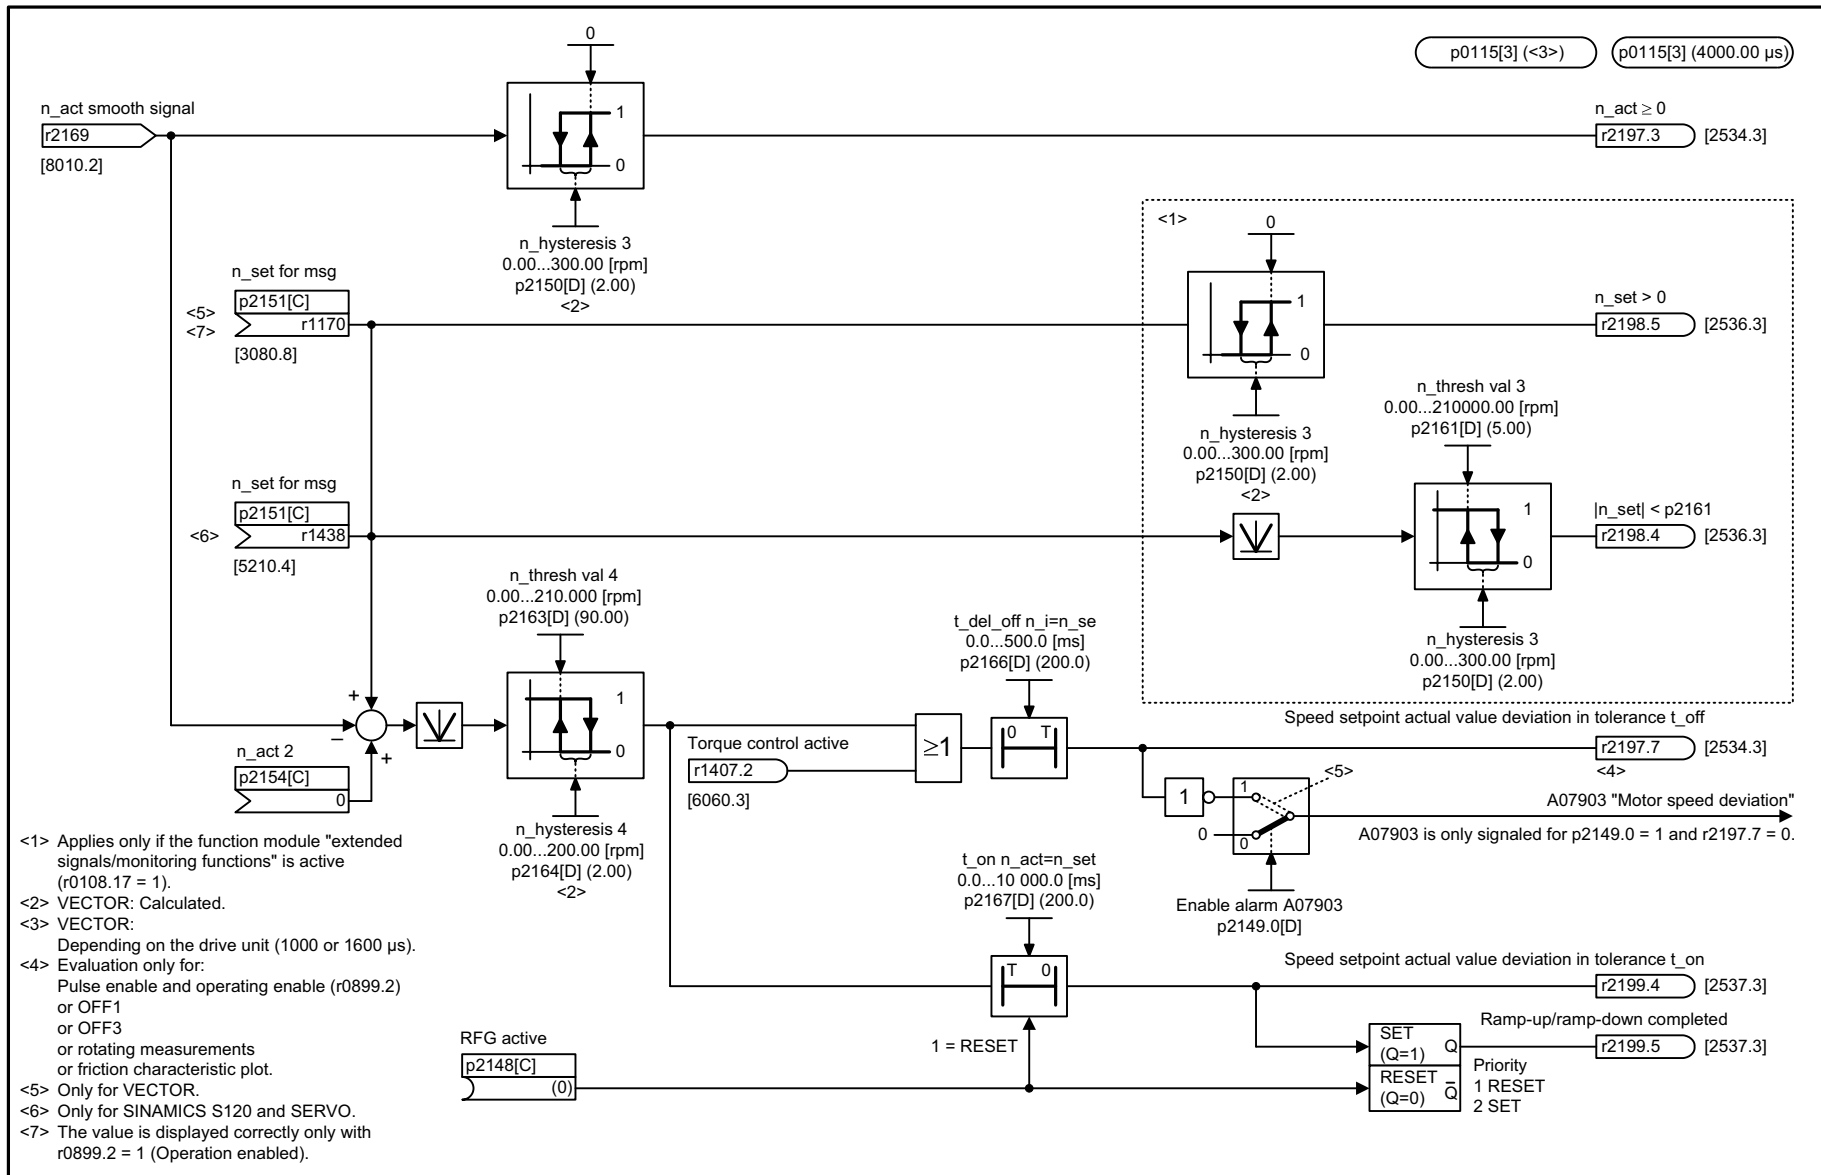 0
p0115[3] (<3>)
p0115[3] (4000.00 µs)
n_act smooth signal
r2169
[8010.2]
1
0
n_act ≥ 0
r2197.3
[2534.3]
n_hysteresis 3
0.00...300.00 [rpm]
p2150[D] (2.00)
<2>
<1>
0
n_set for msg
p2151[C]
<5>
<7>
r1170
[3080.8]
1
0
n_set > 0
r2198.5
[2536.3]
n_hysteresis 3
0.00...300.00 [rpm]
p2150[D] (2.00)
<2>
n_thresh val 3
0.00...210000.00 [rpm]
p2161[D] (5.00)
n_set for msg
p2151[C]
<6>
r1438
[5210.4]
1
0
|n_set| < p2161
r2198.4
[2536.3]
n_hysteresis 3
0.00...300.00 [rpm]
p2150[D] (2.00)
n_thresh val 4
0.00...210.000 [rpm]
p2163[D] (90.00)
t_del_off n_i=n_se
0.0...500.0 [ms]
p2166[D] (200.0)
+
–
+
n_act 2
p2154[C]
0
1
0
n_hysteresis 4
0.00...200.00 [rpm]
p2164[D] (2.00)
<2>
Torque control active
r1407.2
[6060.3]
≥1
0 T
Speed setpoint actual value deviation in tolerance t_off
r2197.7
[2534.3]
<4>
<5>
1
1
0
0
A07903 "Motor speed deviation"
A07903 is only signaled for p2149.0 = 1 and r2197.7 = 0.
Enable alarm A07903
p2149.0[D]
t_on n_act=n_set
0.0...10 000.0 [ms]
p2167[D] (200.0)
T 0
Speed setpoint actual value deviation in tolerance t_on
r2199.4
[2537.3]
1 = RESET
RFG active
p2148[C]
(0)
SET
(Q=1)
Q
RESET
(Q=0)
Q̅
Ramp-up/ramp-down completed
r2199.5
[2537.3]
Priority
1 RESET
2 SET
<1> Applies only if the function module "extended
signals/monitoring functions" is active
(r0108.17 = 1).
<2> VECTOR: Calculated.
<3> VECTOR:
Depending on the drive unit (1000 or 1600 µs).
<4> Evaluation only for:
Pulse enable and operating enable (r0899.2)
or OFF1
or OFF3
or rotating measurements
or friction characteristic plot.
<5> Only for VECTOR.
<6> Only for SINAMICS S120 and SERVO.
<7> The value is displayed correctly only with
r0899.2 = 1 (Operation enabled).